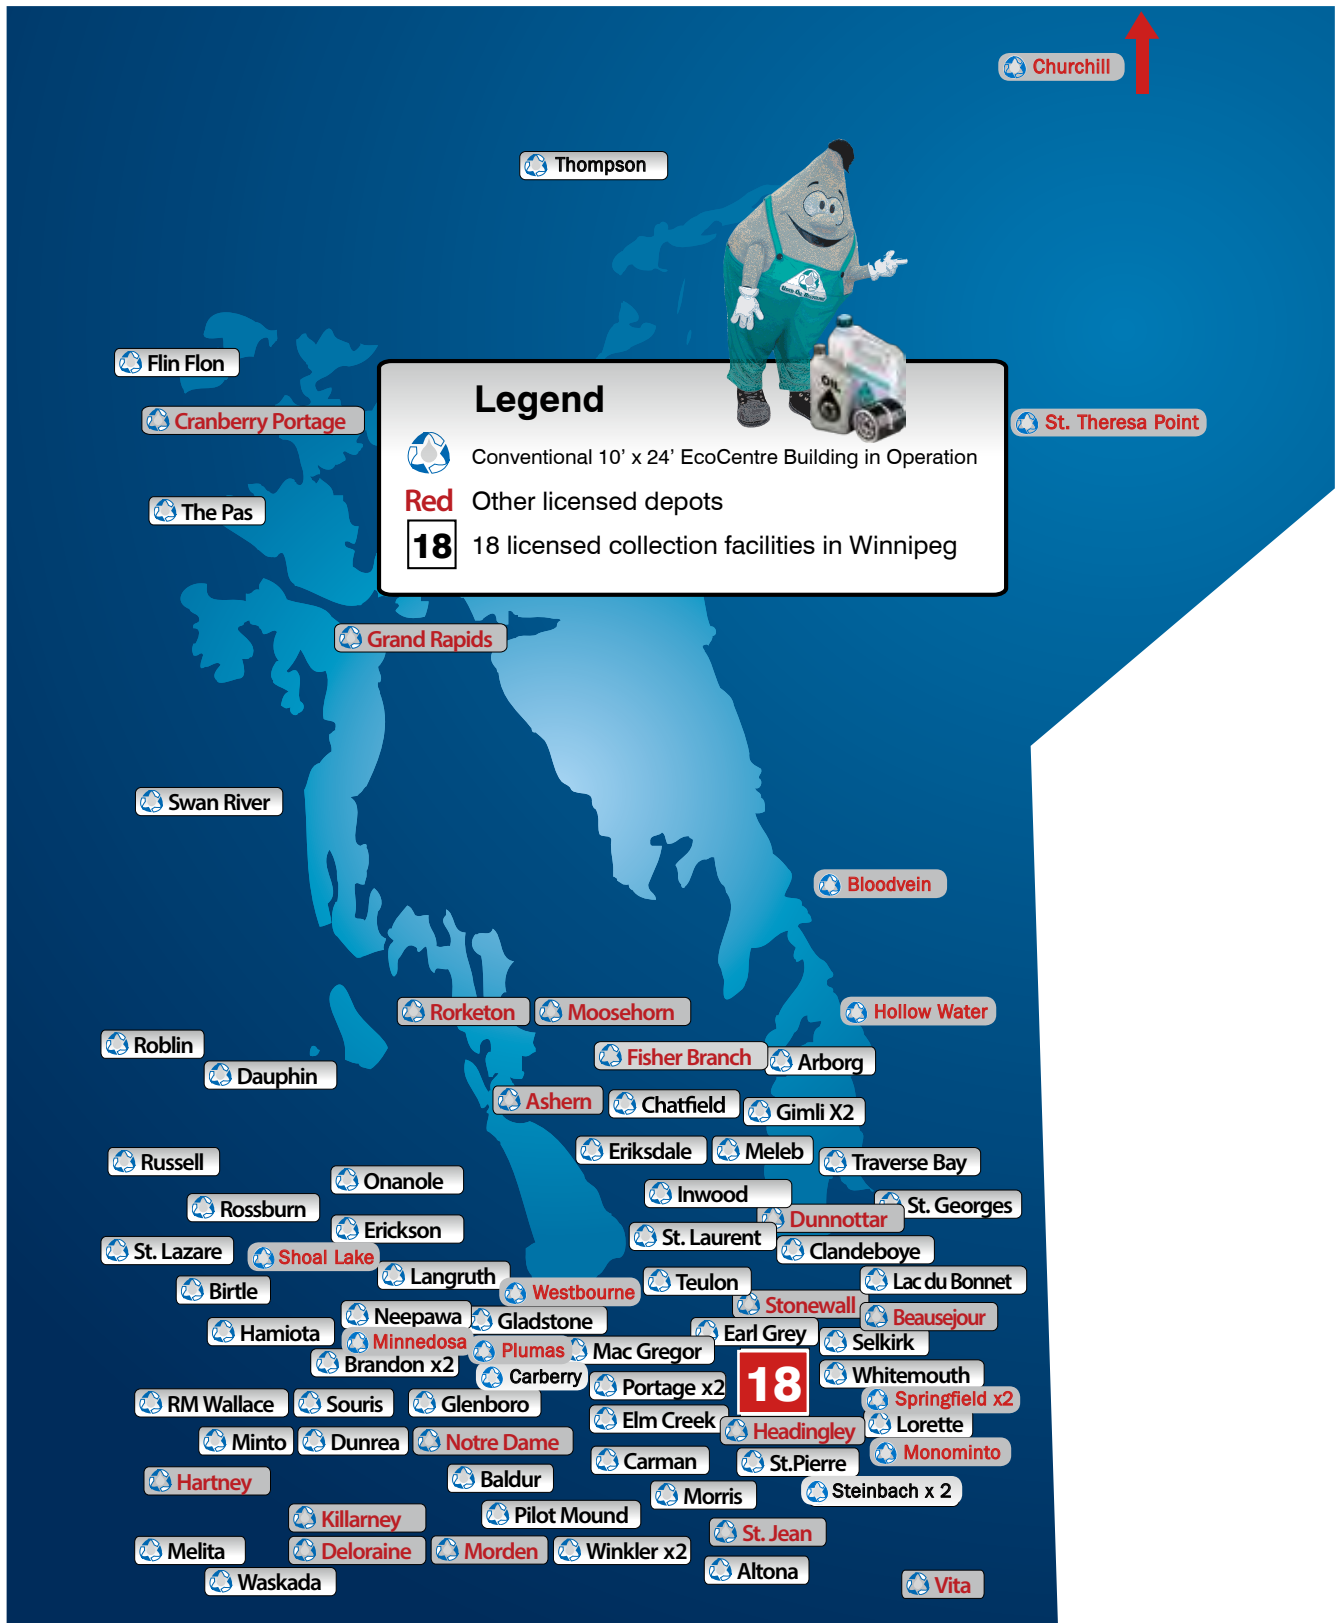 Churchill
Thompson
Flin Flon
Cranberry Portage
St. Theresa Point
The Pas
Legend
OIL
Conventional 10' x 24' EcoCentre Building in Operation
Red Other licensed depots
18 18 licensed collection facilities in Winnipeg
Grand Rapids
Swan River
Bloodvein
Rorketon
Moosehorn
Hollow Water
Roblin
Fisher Branch
Arborg
Dauphin
Ashern
Chatfield
Gimli X2
Eriksdale
Meleb
Traverse Bay
Russell
Onanole
Inwood
St. Georges
Rossburn
Dunnottar
Erickson
St. Laurent
Clandeboye
St. Lazare
Shoal Lake
Langruth
Teulon
Lac du Bonnet
Birtle
Westbourne
Stonewall
Beausejour
Neepawa
Gladstone
Hamiota
Earl Grey
Selkirk
Minnedosa
Plumas
Mac Gregor
Brandon x2
Carberry
Whitemouth
Portage x2
18
Springfield x2
RM Wallace
Souris
Glenboro
Elm Creek
Headingley
Lorette
Minto
Dunrea
Notre Dame
Monominto
Carman
St.Pierre
Hartney
Baldur
Steinbach x 2
Morris
Killarney
Pilot Mound
St. Jean
Melita
Deloraine
Morden
Winkler x2
Altona
Waskada
Vita